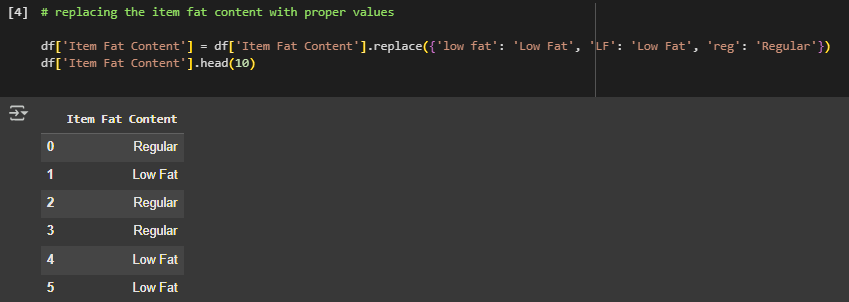 [4] # replacing the item fat content with proper values
df['Item Fat Content'] = df['Item Fat Content'].replace({'low fat': 'Low Fat', 'LF': 'Low Fat', 'reg': 'Regular'})
df['Item Fat Content'].head(10)
Item Fat Content
0 Regular
1 Low Fat
2 Regular
3 Regular
4 Low Fat
5 Low Fat